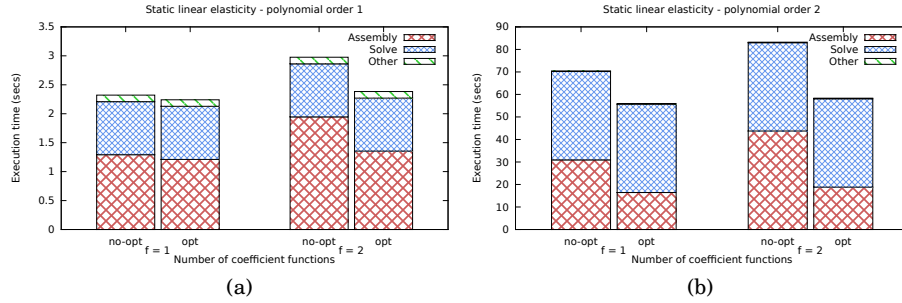 Static linear elasticity - polynomial order 1
Execution time (secs)
3.5
3
2.5
2
1.5
1
0.5
0
Assembly
Solve
Other
no-opt opt no-opt opt
f = 1 f = 2
Number of coefficient functions
(a)
Static linear elasticity - polynomial order 2
Execution time (secs)
90
80
70
60
50
40
30
20
10
0
Assembly
Solve
Other
no-opt opt no-opt opt
f = 1 f = 2
Number of coefficient functions
(b)